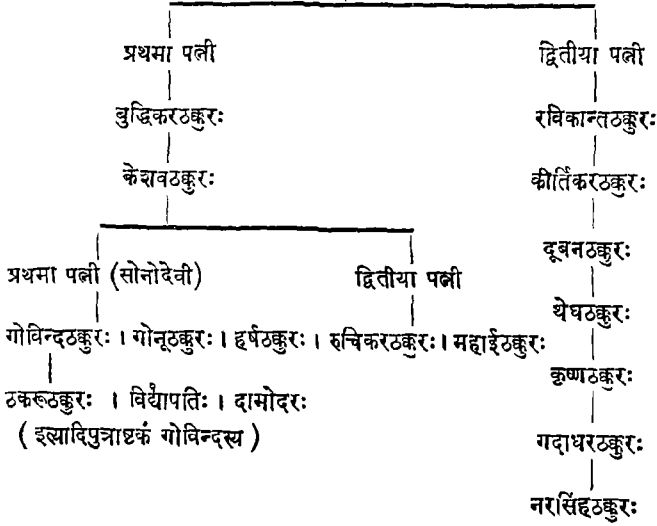 प्रथमा पत्नी
द्वितीया पत्नी
बुद्धिकरठक्कुरः
रविकान्तठक्कुरः
केशवठक्कुरः
कीर्तिकरठक्कुरः
दूबनठक्कुरः
प्रथमा पत्नी (सोनोदेवी)
द्वितीया पत्नी
थेघठक्कुरः
गोविन्दठक्कुरः । गोनूठक्कुरः । हर्षठक्कुरः । रुचिकरठक्कुरः । महाईठक्कुरः
कृष्णठक्कुरः
ठकरूठक्कुरः । विद्यापतिः । दामोदरः
( इत्यादिपुत्राष्टकं गोविन्दस्य )
गदाधरठक्कुरः
नरसिंहठक्कुरः